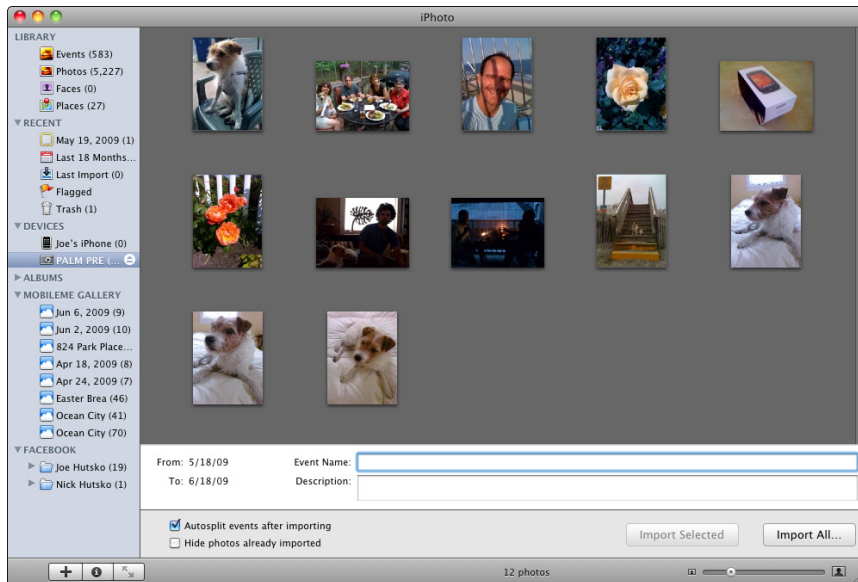 iPhoto
LIBRARY
Events (583)
Photos (5,227)
Faces (0)
Places (27)
RECENT
May 19, 2009 (1)
Last 18 Months...
Last Import (0)
Flagged
Trash (1)
DEVICES
Joe's iPhone (0)
PALM PRE (...
ALBUMS
MOBILEME GALLERY
Jun 6, 2009 (9)
Jun 2, 2009 (10)
824 Park Place...
Apr 18, 2009 (8)
Apr 24, 2009 (7)
Easter Brea (46)
Ocean City (41)
Ocean City (70)
FACEBOOK
Joe Hutsko (19)
Nick Hutsko (1)
From: 5/18/09
To: 6/18/09
Event Name:
Description:
Autosplit events after importing
Hide photos already imported
Import Selected
Import All...
12 photos